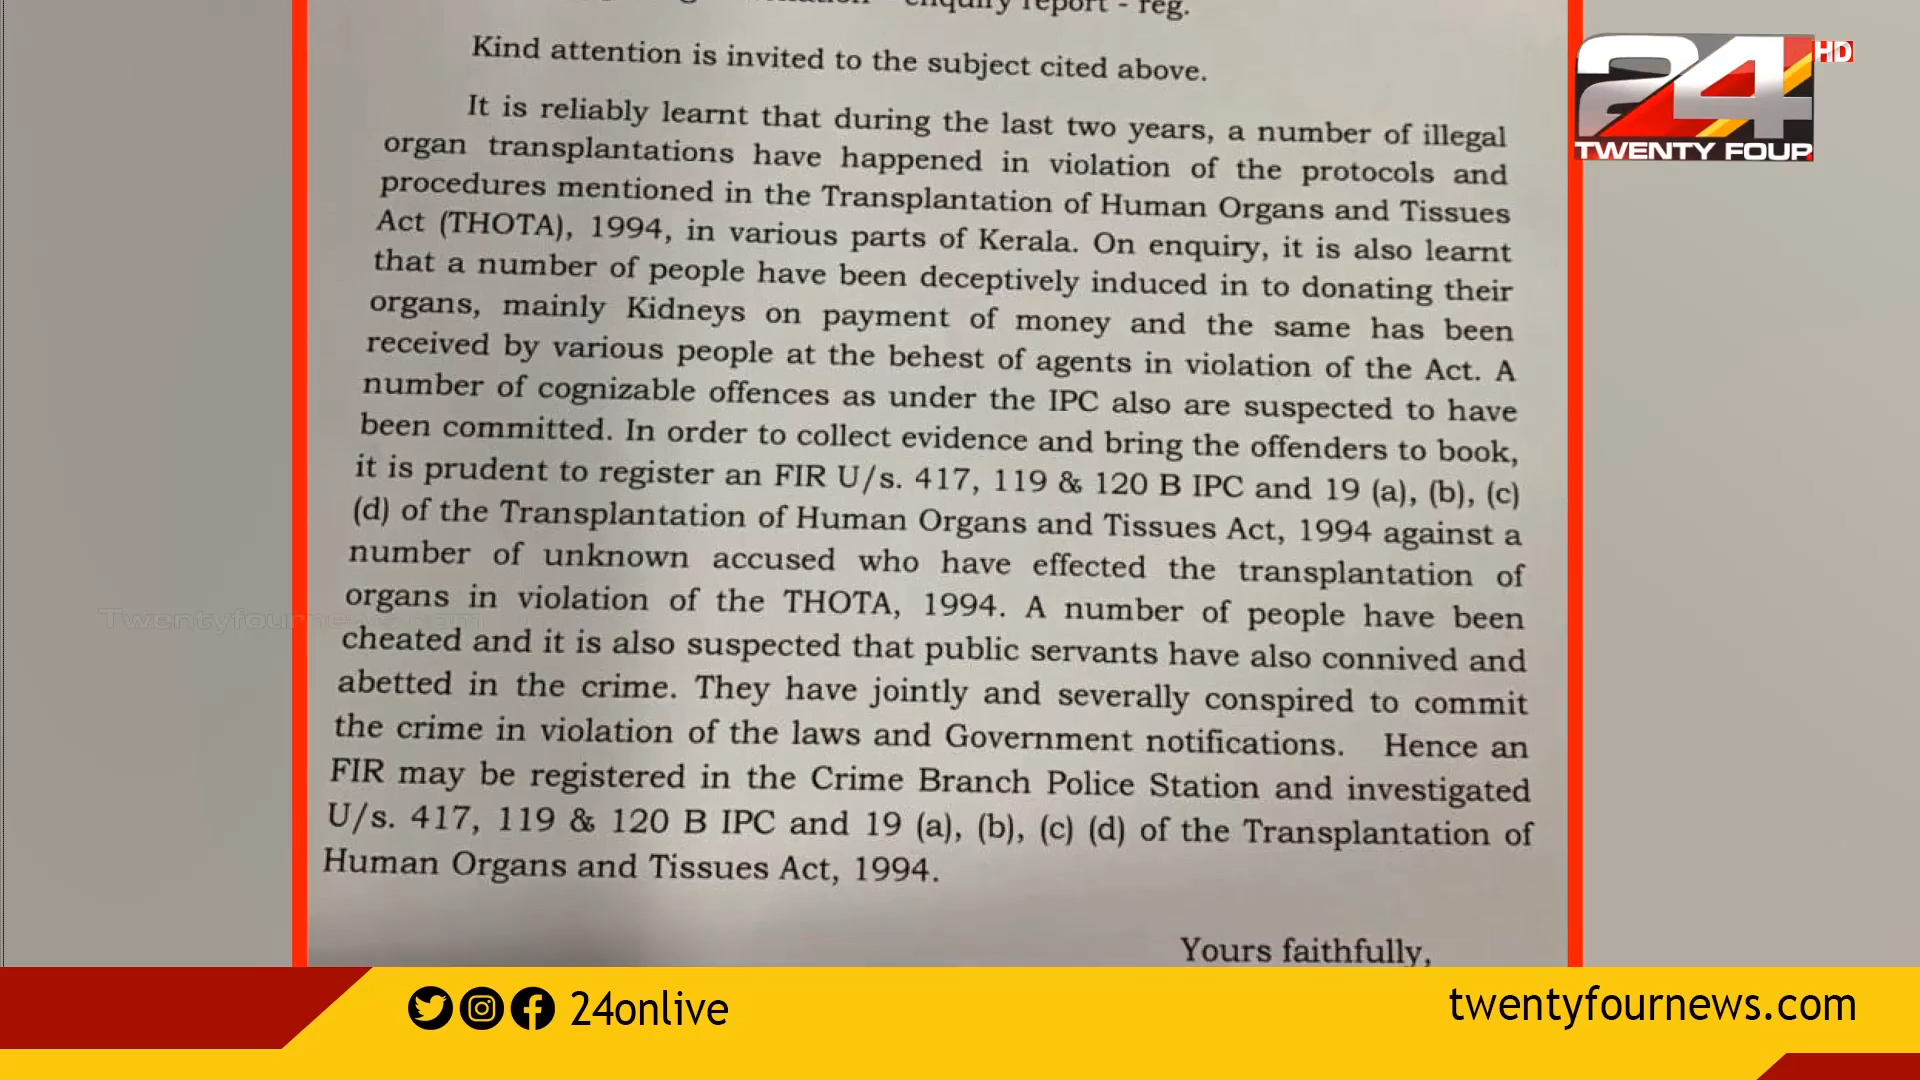 enquiry report - reg.
Kind attention is invited to the subject cited above.
It is reliably learnt that during the last two years, a number of illegal
organ transplantations have happened in violation of the protocols and
procedures mentioned in the Transplantation of Human Organs and Tissues
Act (THOTA), 1994, in various parts of Kerala. On enquiry, it is also learnt
that a number of people have been deceptively induced in to donating their
organs, mainly Kidneys on payment of money and the same has been
received by various people at the behest of agents in violation of the Act. A
number of cognizable offences as under the IPC also are suspected to have
been committed. In order to collect evidence and bring the offenders to book,
it is prudent to register an FIR U/s. 417, 119 & 120 B IPC and 19 (a), (b), (c)
(d) of the Transplantation of Human Organs and Tissues Act, 1994 against a
number of unknown accused who have effected the transplantation of
organs in violation of the THOTA, 1994. A number of people have been
cheated and it is also suspected that public servants have also connived and
abetted in the crime. They have jointly and severally conspired to commit
the crime in violation of the laws and Government notifications. Hence an
FIR may be registered in the Crime Branch Police Station and investigated
U/s. 417, 119 & 120 B IPC and 19 (a), (b), (c) (d) of the Transplantation of
Human Organs and Tissues Act, 1994.
Yours faithfully,
24 HD
TWENTY FOUR
Twentyfournews.com
24onlive
twentyfournews.com